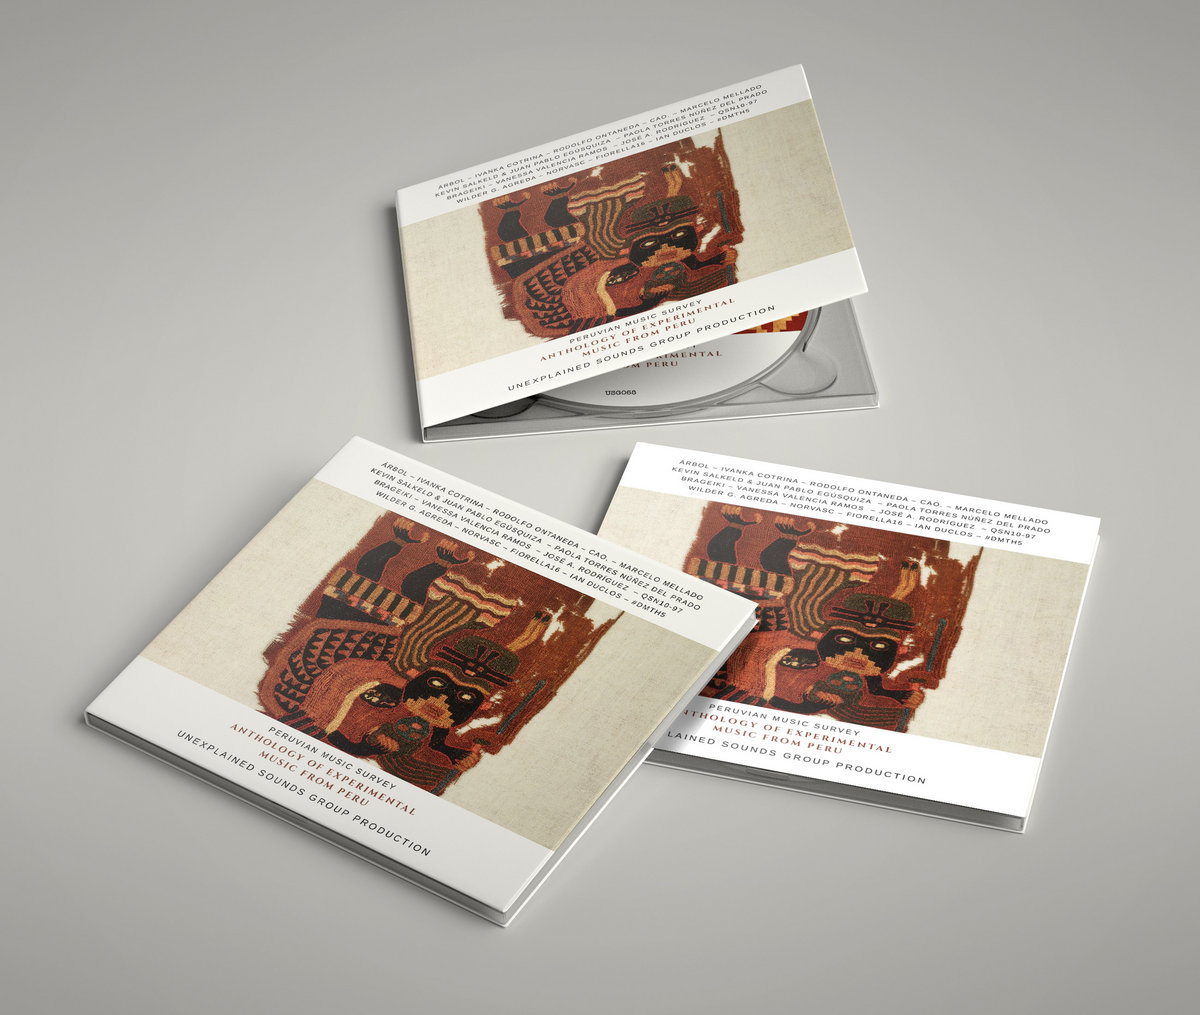 ÁRBOL – IVANKA COTRINA – RODOLFO ONTANEDA – CAO. – MARCELO MELLADO
KEVIN SALKELD & JUAN PABLO EGÚSQUIZA – PAOLA TORRES NÚÑEZ DEL PRADO
BRAGEIKI – VANESSA VALENCIA RAMOS – JOSÉ A. RODRÍGUEZ – QSN10-97
WILDER G. AGREDA – NORVASC – FIORELLA16 – IAN DUCLOS – #DMTH5
PERUVIAN MUSIC SURVEY
ANTHOLOGY OF EXPERIMENTAL
MUSIC FROM PERU
UNEXPLAINED SOUNDS GROUP PRODUCTION
ERIMENTAL
OM PERU
USG068
ÁRBOL – IVANKA COTRINA – RODOLFO ONTANEDA – CAO. – MARCELO MELLADO
KEVIN SALKELD & JUAN PABLO EGÚSQUIZA – PAOLA TORRES NÚÑEZ DEL PRADO
BRAGEIKI – VANESSA VALENCIA RAMOS – JOSÉ A. RODRÍGUEZ – QSN10-97
WILDER G. AGREDA – NORVASC – FIORELLA16 – IAN DUCLOS – #DMTH5
PERUVIAN MUSIC SURVEY
ANTHOLOGY OF EXPERIMENTAL
MUSIC FROM PERU
UNEXPLAINED SOUNDS GROUP PRODUCTION
ÁRBOL – IVANKA COTRINA – RODOLFO ONTANEDA – CAO. – MARCELO MELLADO
KEVIN SALKELD & JUAN PABLO EGÚSQUIZA – PAOLA TORRES NÚÑEZ DEL PRADO
BRAGEIKI – VANESSA VALENCIA RAMOS – JOSÉ A. RODRÍGUEZ – QSN10-97
WILDER G. AGREDA – NORVASC – FIORELLA16 – IAN DUCLOS – #DMTH5
PERUVIAN MUSIC SURVEY
NTHOLOGY OF EXPERIMENTAL
MUSIC FROM PERU
LAINED SOUNDS GROUP PRODUCTION